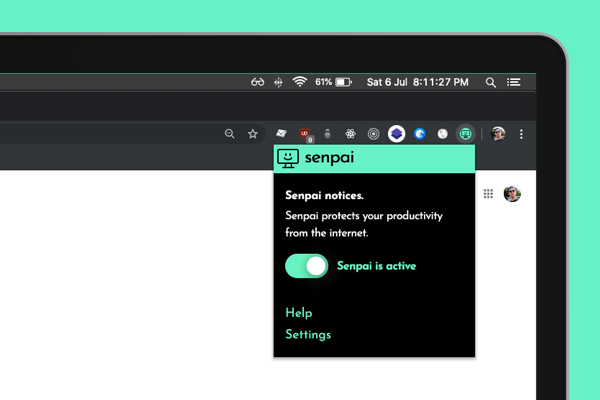 61% Sat 6 Jul 8:11:27 PM
9
senpai
Senpai notices.
Senpai protects your productivity
from the internet.
Senpai is active
Help
Settings